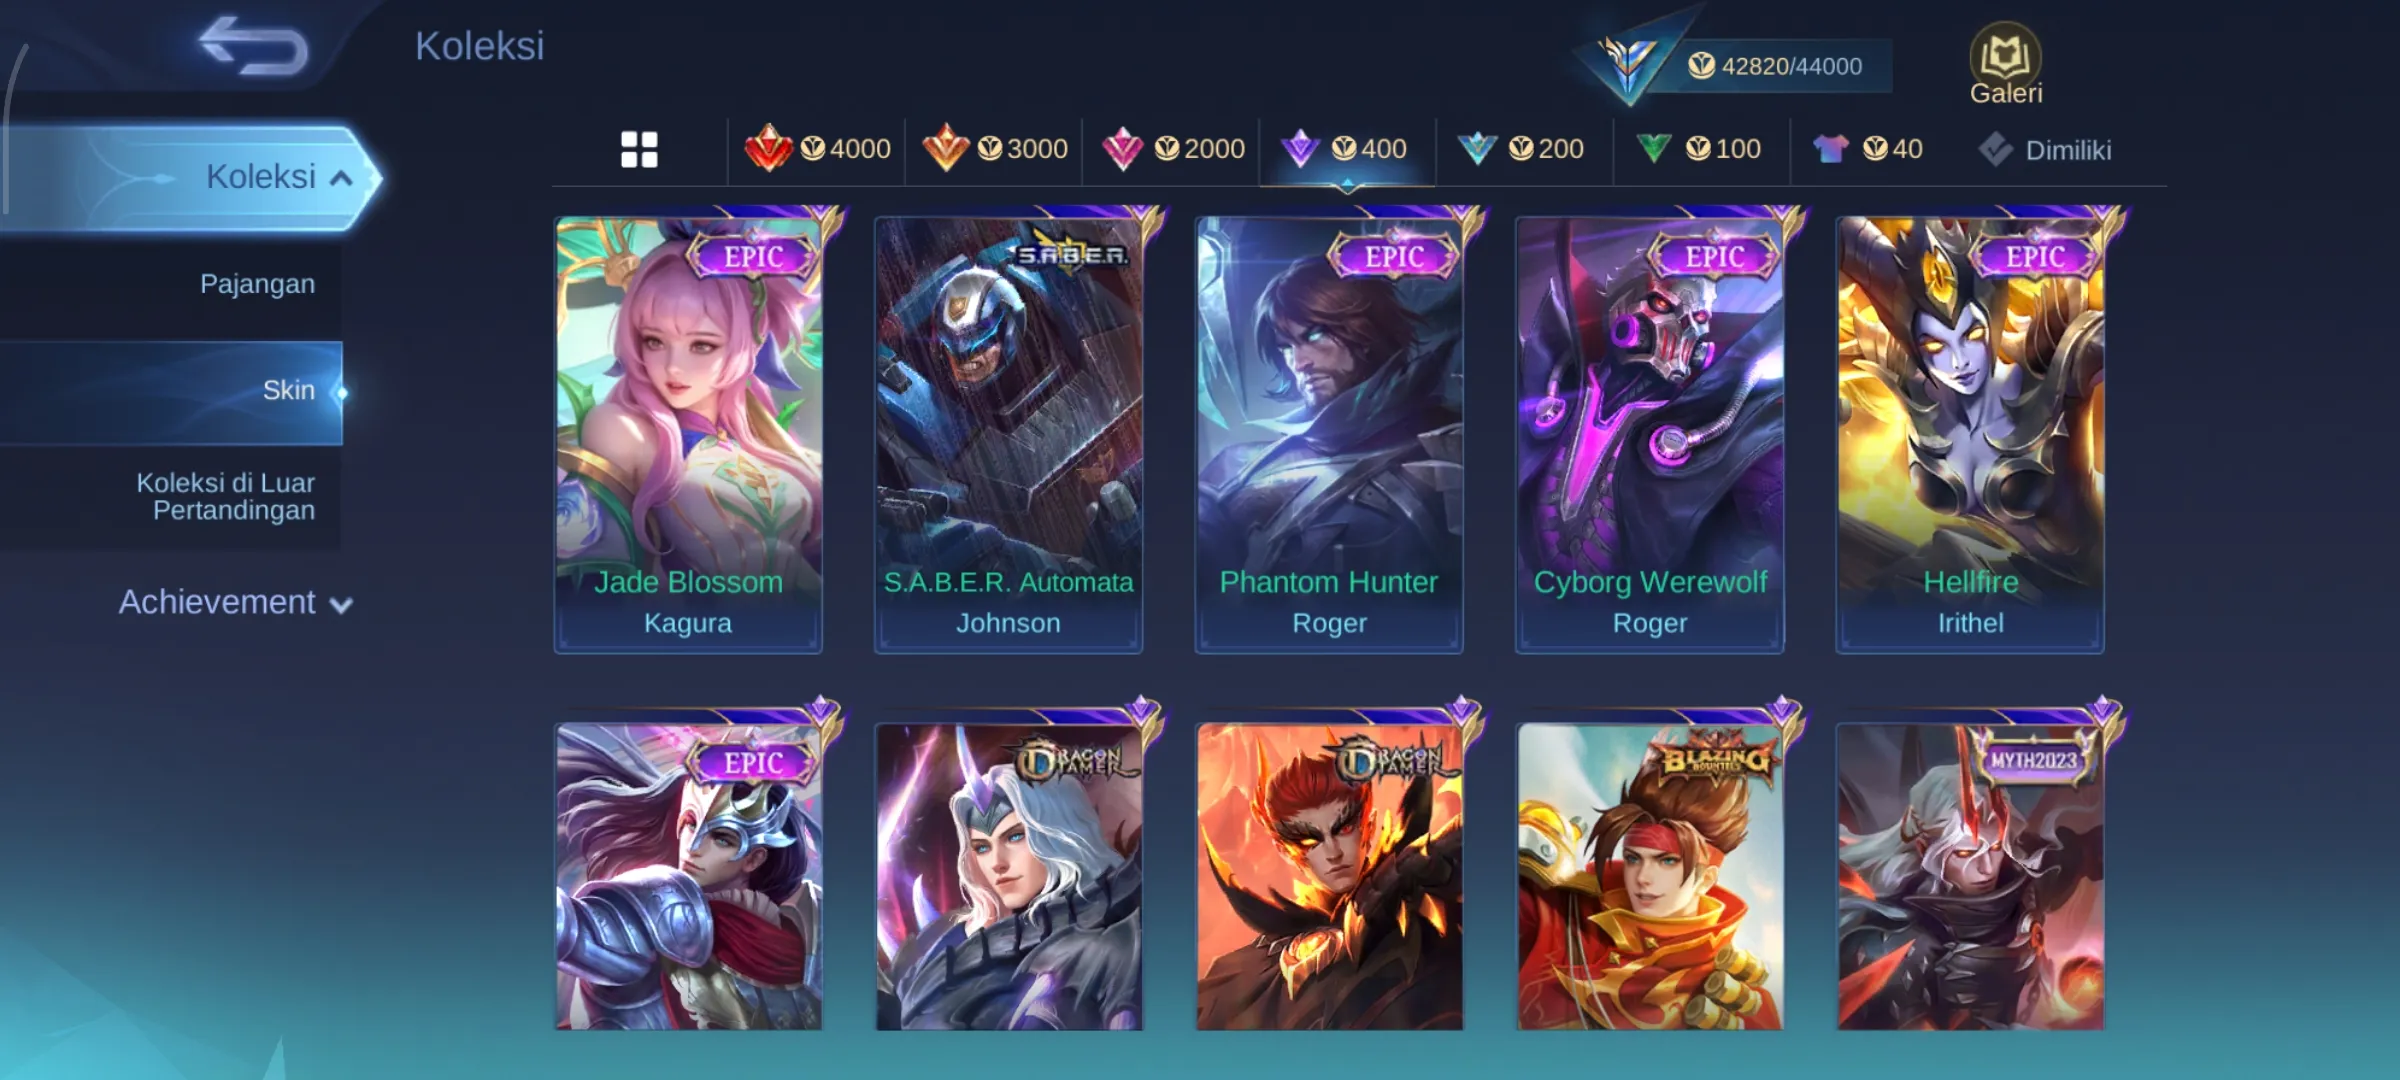 Koleksi
42820/44000
Galeri
4000
3000
2000
400
200
100
40
Dimiliki
Koleksi
Pajangan
Skin
Koleksi di Luar
Pertandingan
Achievement
EPIC
Jade Blossom
Kagura
S.A.B.E.R.
S.A.B.E.R. Automata
Johnson
EPIC
Phantom Hunter
Roger
EPIC
Cyborg Werewolf
Roger
EPIC
Hellfire
Irithel
EPIC
DRAGON
TAMER
DRAGON
TAMER
BLAZING
BOUNTIES
MYTH2023